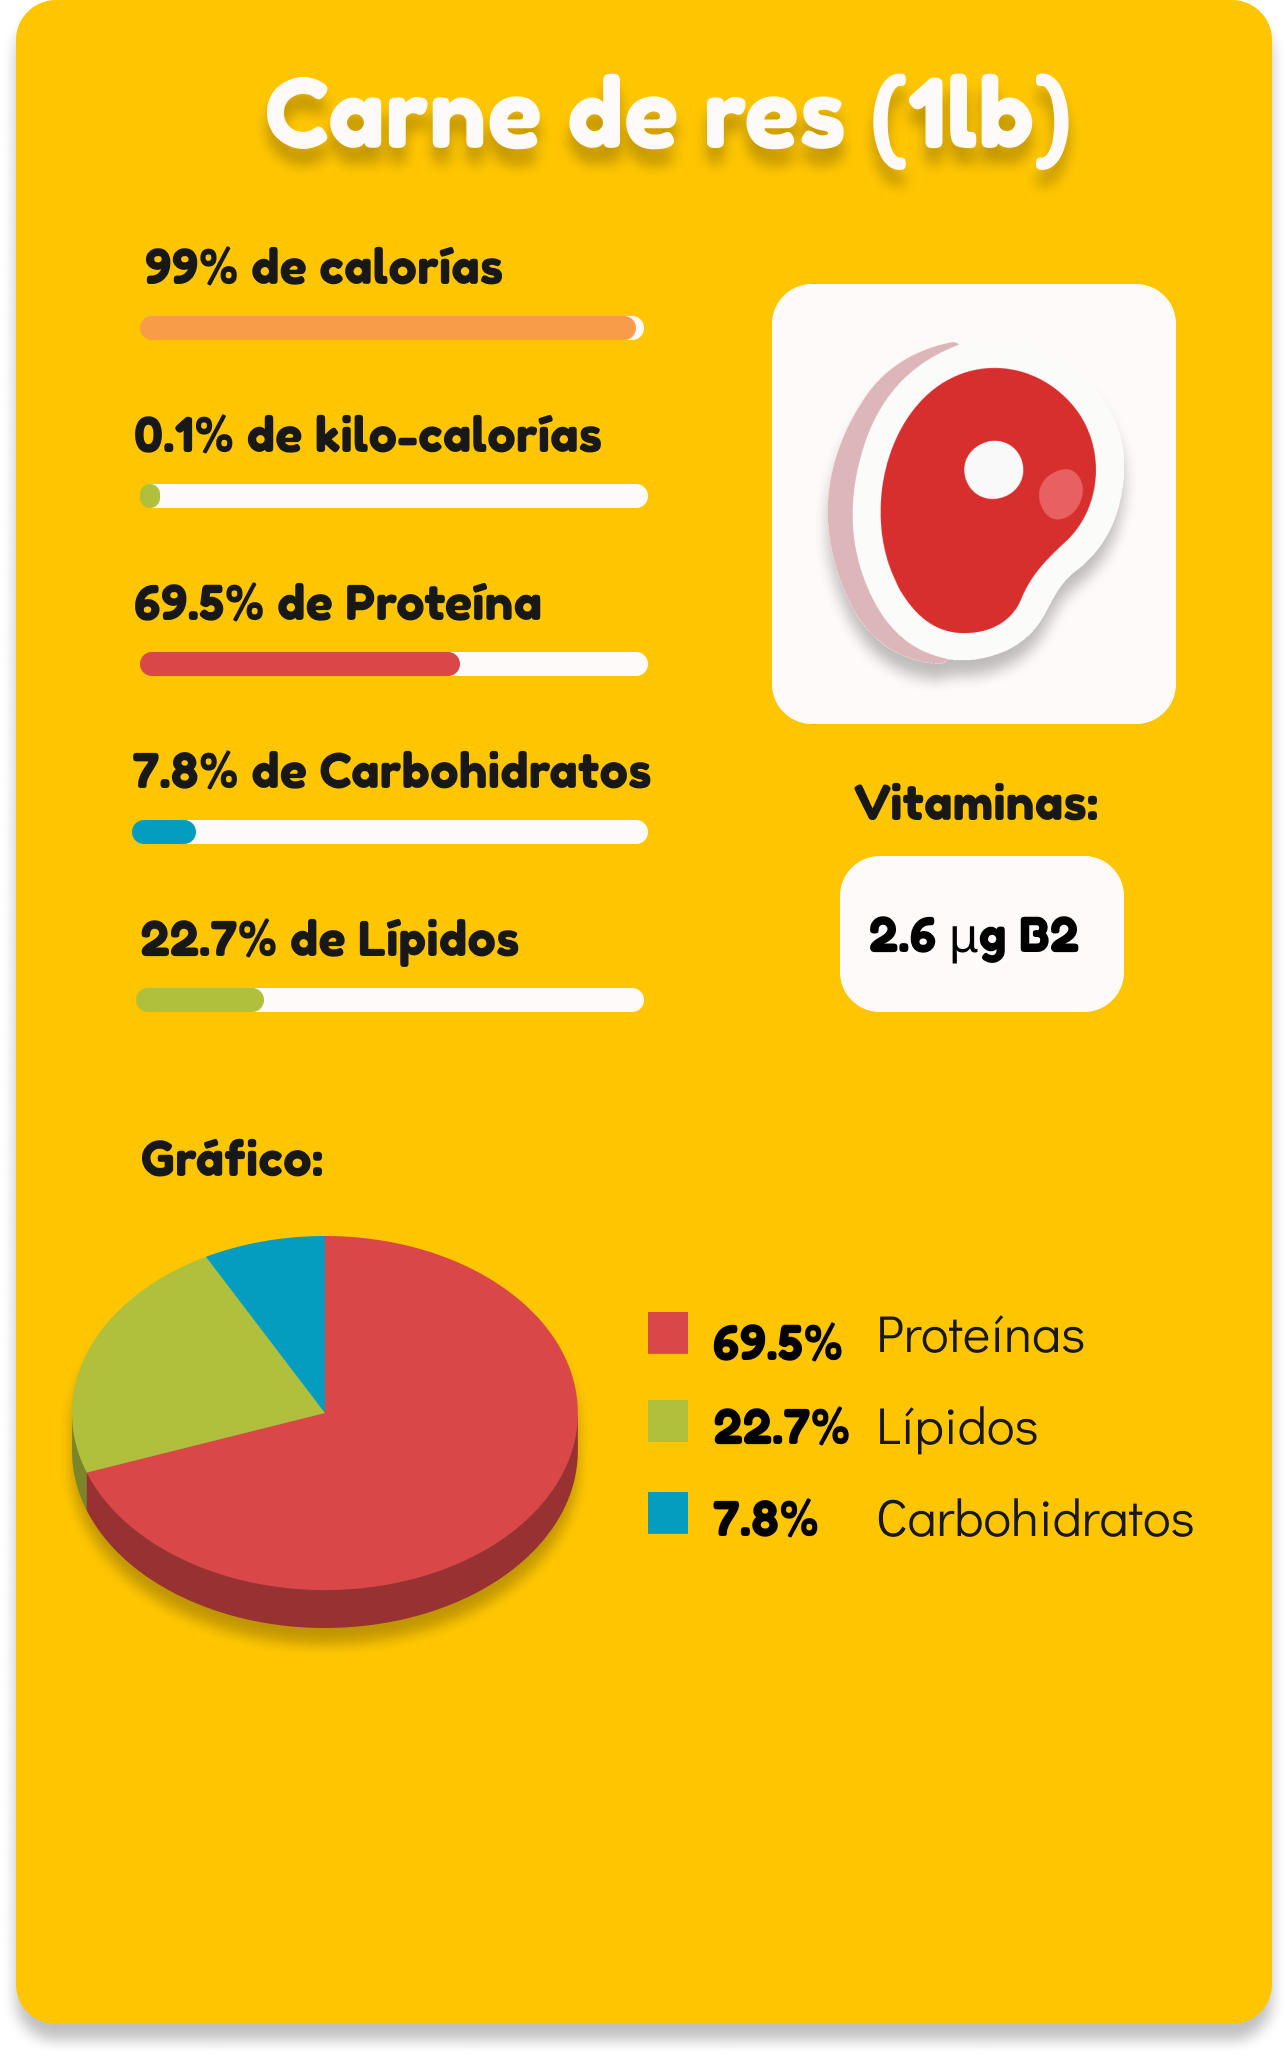 Carne de res (1lb)
99% de calorías
0.1% de kilo-calorías
69.5% de Proteína
7.8% de Carbohidratos
22.7% de Lípidos
Vitaminas:
2.6 µg B2
Gráfico:
69.5% Proteínas
22.7% Lípidos
7.8% Carbohidratos